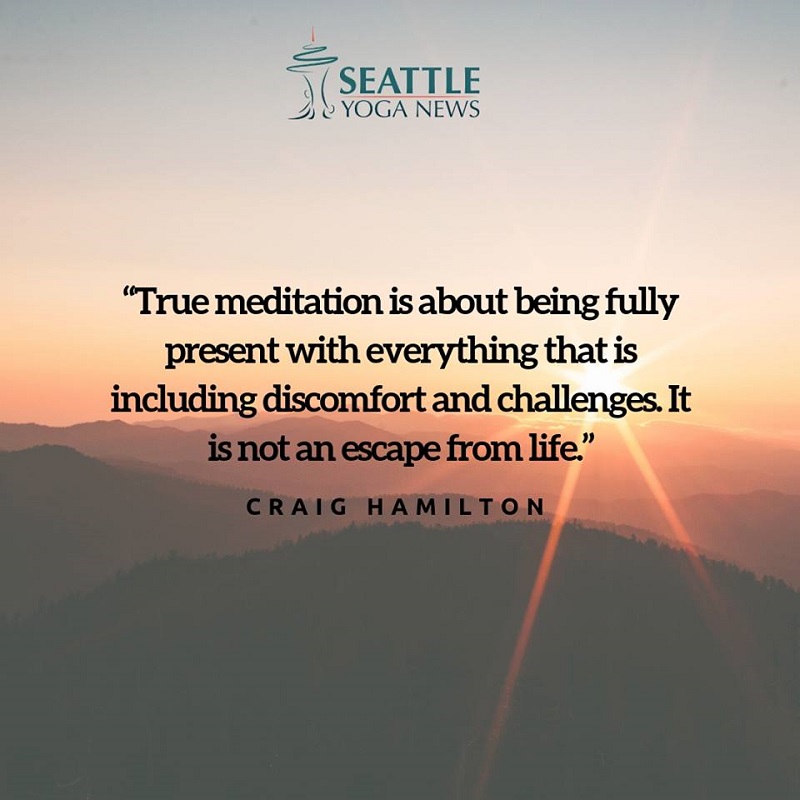 SEATTLE
YOGA NEWS
“True meditation is about being fully
present with everything that is
including discomfort and challenges. It
is not an escape from life.”
CRAIG HAMILTON